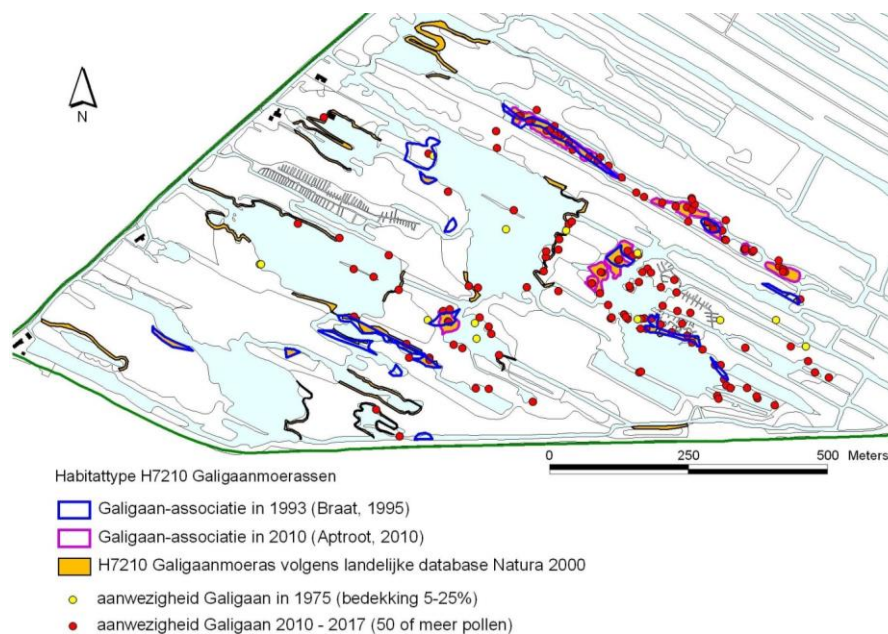 N
0 250 500 Meters
Habitattype H7210 Galigaanmoerassen
Galigaan-associatie in 1993 (Braat, 1995)
Galigaan-associatie in 2010 (Aptroot, 2010)
H7210 Galigaanmoeras volgens landelijke database Natura 2000
aanwezigheid Galigaan in 1975 (bedekking 5-25%)
aanwezigheid Galigaan 2010 - 2017 (50 of meer pollen)